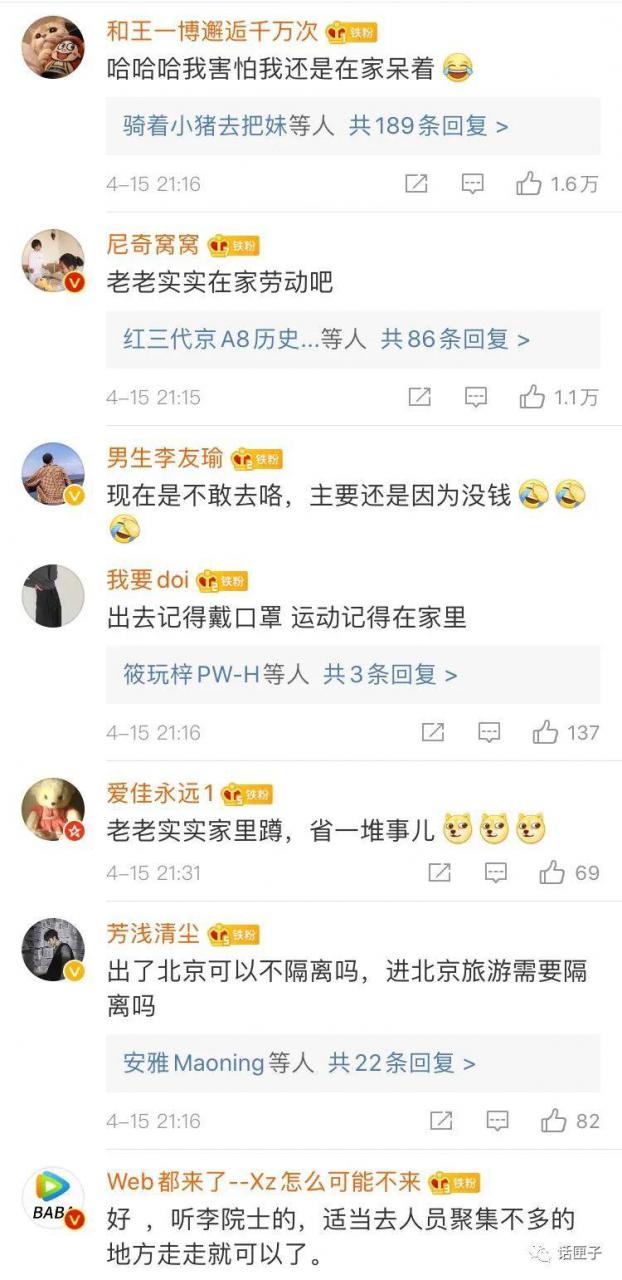 和王一博邂逅千万次 铁粉
哈哈哈我害怕我还是在家呆着
骑着小猪去把妹等人 共189条回复 >
4-15 21:16 1.6万
尼奇窝窝 铁粉
老老实实在家劳动吧
红三代京A8历史...等人 共86条回复 >
4-15 21:15 1.1万
男生李友瑜 铁粉
现在是不敢去咯，主要还是因为没钱
我要doi 铁粉
出去记得戴口罩 运动记得在家里
筱玩梓PW-H等人 共3条回复 >
4-15 21:16 137
爱佳永远1 铁粉
老老实实家里蹲，省一堆事儿
4-15 21:31 69
芳浅清尘 铁粉
出了北京可以不隔离吗，进北京旅游需要隔
离吗
安雅Maoning等人 共22条回复 >
4-15 21:16 82
Web都来了--Xz怎么可能不来 铁粉
BABA
好 ，听李院士的，适当去人员聚集不多的
地方走走就可以了。
话匣子